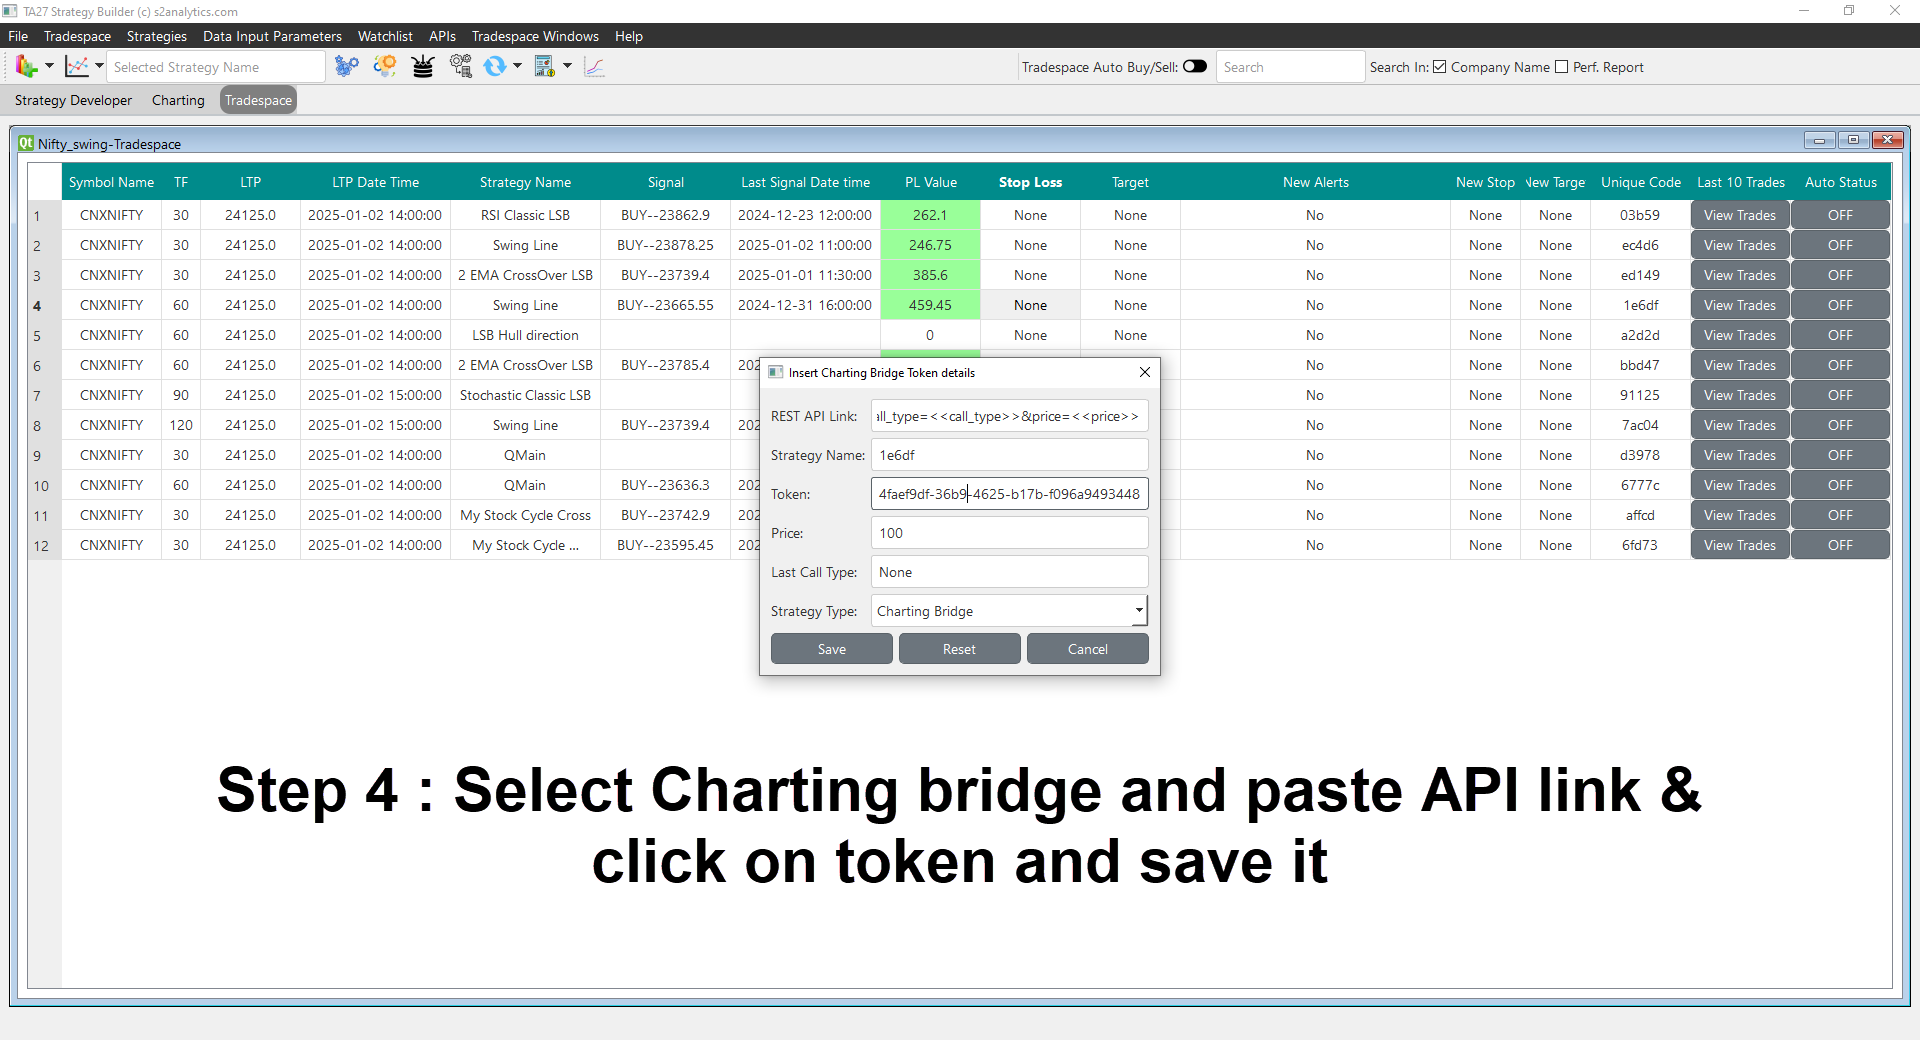 TA27 Strategy Builder (c) s2analytics.com
File Tradespace Strategies Data Input Parameters Watchlist APIs Tradespace Windows Help
Selected Strategy Name Tradespace Auto Buy/Sell: Search Search In: Company Name Perf. Report
Strategy Developer Charting Tradespace
Qt Nifty_swing-Tradespace
Symbol Name TF LTP LTP Date Time Strategy Name Signal Last Signal Date time PL Value Stop Loss Target New Alerts New Stop New Targe Unique Code Last 10 Trades Auto Status
1 CNXNIFTY 30 24125.0 2025-01-02 14:00:00 RSI Classic LSB BUY--23862.9 2024-12-23 12:00:00 262.1 None None No None None 03b59 View Trades OFF
2 CNXNIFTY 30 24125.0 2025-01-02 14:00:00 Swing Line BUY--23878.25 2025-01-02 11:00:00 246.75 None None No None None ec4d6 View Trades OFF
3 CNXNIFTY 30 24125.0 2025-01-02 14:00:00 2 EMA CrossOver LSB BUY--23739.4 2025-01-01 11:30:00 385.6 None None No None None ed149 View Trades OFF
4 CNXNIFTY 60 24125.0 2025-01-02 14:00:00 Swing Line BUY--23665.55 2024-12-31 16:00:00 459.45 None None No None None 1e6df View Trades OFF
5 CNXNIFTY 60 24125.0 2025-01-02 14:00:00 LSB Hull direction 0 None None No None None a2d2d View Trades OFF
6 CNXNIFTY 60 24125.0 2025-01-02 14:00:00 2 EMA CrossOver LSB BUY--23785.4 202 No None None bbd47 View Trades OFF
7 CNXNIFTY 90 24125.0 2025-01-02 15:00:00 Stochastic Classic LSB No None None 91125 View Trades OFF
8 CNXNIFTY 120 24125.0 2025-01-02 15:00:00 Swing Line BUY--23739.4 202 No None None 7ac04 View Trades OFF
9 CNXNIFTY 30 24125.0 2025-01-02 14:00:00 QMain No None None d3978 View Trades OFF
10 CNXNIFTY 60 24125.0 2025-01-02 14:00:00 QMain BUY--23636.3 202 No None None 6777c View Trades OFF
11 CNXNIFTY 30 24125.0 2025-01-02 14:00:00 My Stock Cycle Cross BUY--23742.9 202 No None None affcd View Trades OFF
12 CNXNIFTY 30 24125.0 2025-01-02 14:00:00 My Stock Cycle ... BUY--23595.45 202 No None None 6fd73 View Trades OFF
Insert Charting Bridge Token details
REST API Link: all_type=<<call_type>>&price=<<price>>
Strategy Name: 1e6df
Token: 4faef9df-36b9-4625-b17b-f096a9493448
Price: 100
Last Call Type: None
Strategy Type: Charting Bridge
Save Reset Cancel
Step 4 : Select Charting bridge and paste API link &
click on token and save it